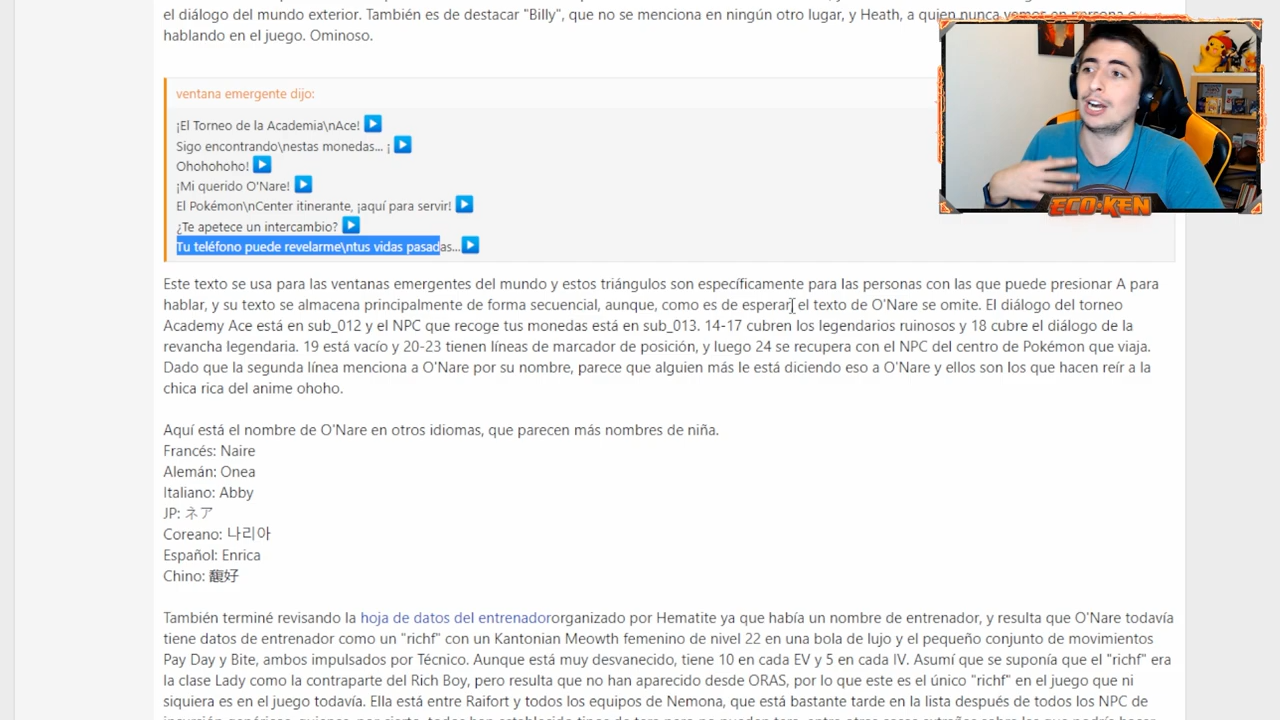 el diálogo del mundo exterior. También es de destacar "Billy", que no se menciona en ningún otro lugar, y Heath, a quien nunca vemos en persona o
hablando en el juego. Ominoso.
ventana emergente dijo:
¡El Torneo de la Academia\nAce!
Sigo encontrando\nestas monedas... ¡
Ohohohoho!
¡Mi querido O'Nare!
El Pokémon\nCenter itinerante, ¡aquí para servir!
¿Te apetece un intercambio?
Tu teléfono puede revelarme\ntus vidas pasadas...
ECO-KEN
Este texto se usa para las ventanas emergentes del mundo y estos triángulos son específicamente para las personas con las que puede presionar A para
hablar, y su texto se almacena principalmente de forma secuencial, aunque, como es de esperar, el texto de O'Nare se omite. El diálogo del torneo
Academy Ace está en sub_012 y el NPC que recoge tus monedas está en sub_013. 14-17 cubren los legendarios ruinosos y 18 cubre el diálogo de la
revancha legendaria. 19 está vacío y 20-23 tienen líneas de marcador de posición, y luego 24 se recupera con el NPC del centro de Pokémon que viaja.
Dado que la segunda línea menciona a O'Nare por su nombre, parece que alguien más le está diciendo eso a O'Nare y ellos son los que hacen reír a la
chica rica del anime ohoho.
Aquí está el nombre de O'Nare en otros idiomas, que parecen más nombres de niña.
Francés: Naire
Alemán: Onea
Italiano: Abby
JP: ネア
Coreano: 나리아
Español: Enrica
Chino: 馥好
También terminé revisando la hoja de datos del entrenadororganizado por Hematite ya que había un nombre de entrenador, y resulta que O'Nare todavía
tiene datos de entrenador como un "richf" con un Kantonian Meowth femenino de nivel 22 en una bola de lujo y el pequeño conjunto de movimientos
Pay Day y Bite, ambos impulsados por Técnico. Aunque está muy desvanecido, tiene 10 en cada EV y 5 en cada IV. Asumí que se suponía que el "richf" era
la clase Lady como la contraparte del Rich Boy, pero resulta que no han aparecido desde ORAS, por lo que este es el único "richf" en el juego que ni
siquiera es en el juego todavía. Ella está entre Raifort y todos los equipos de Nemona, que está bastante tarde en la lista después de todos los NPC de